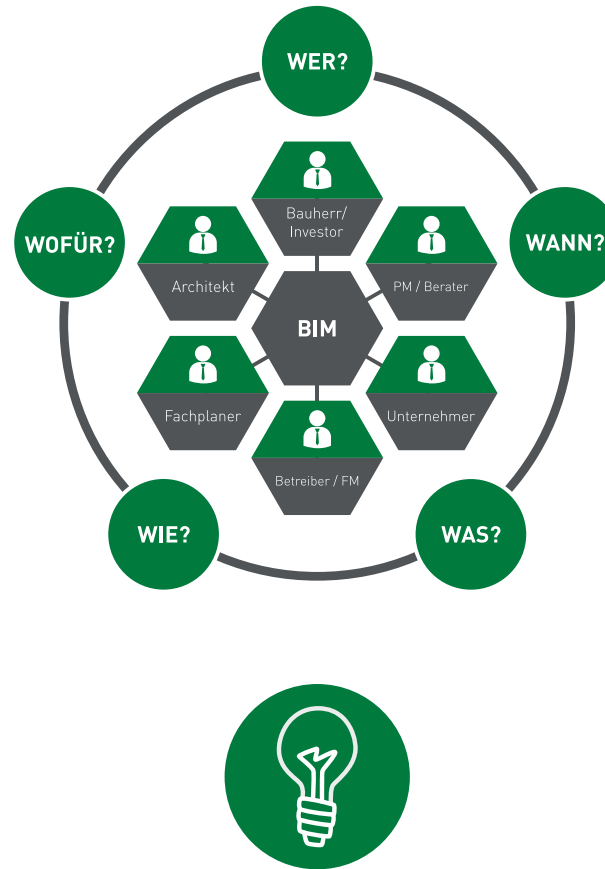 WER?
WOFÜR?
WANN?
Bauherr/
Investor
Architekt
PM / Berater
BIM
Fachplaner
Unternehmer
Betreiber / FM
WIE?
WAS?